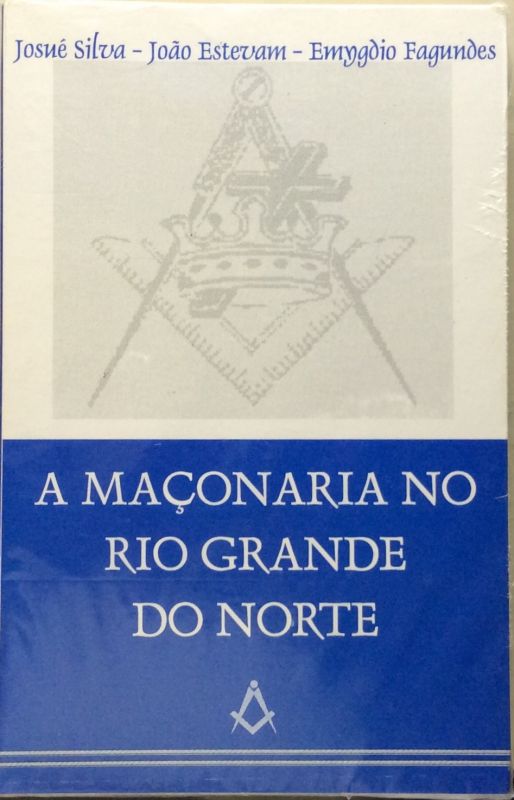 Josué Silva - João Estevam - Emygdio Fagundes
A MAÇONARIA NO
RIO GRANDE
DO NORTE